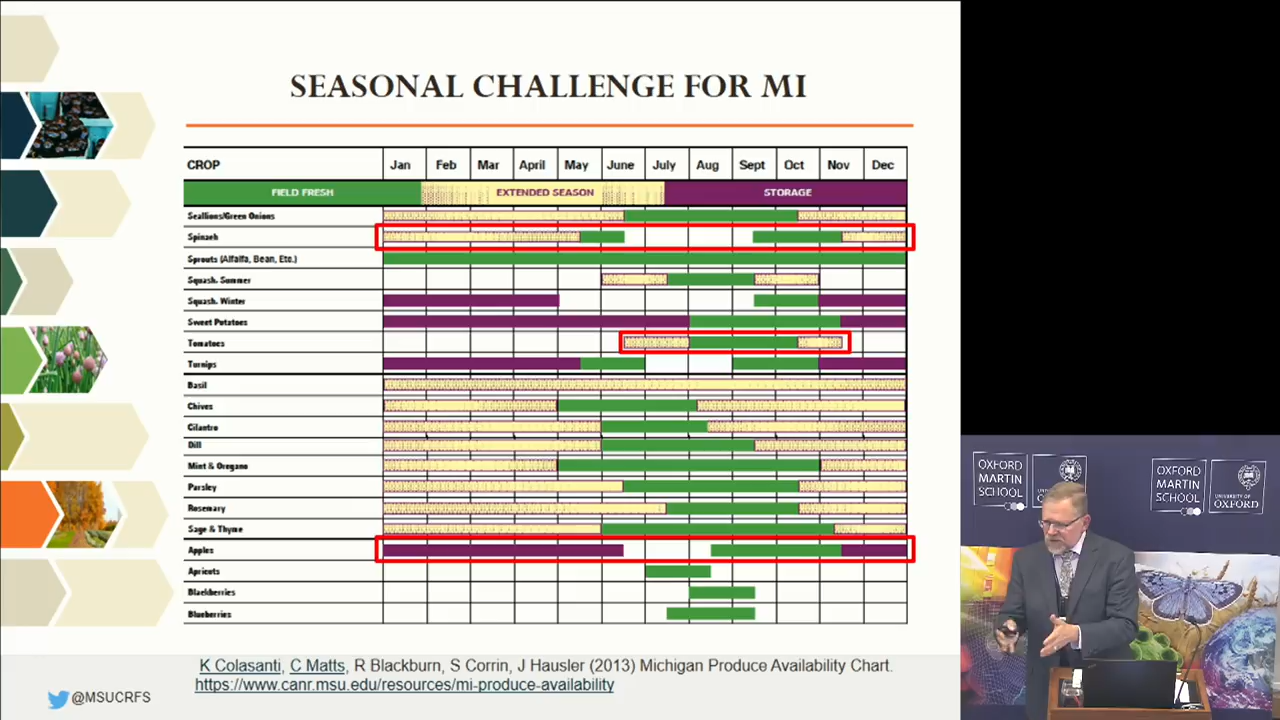 SEASONAL CHALLENGE FOR MI
CROP Jan Feb Mar April May June July Aug Sept Oct Nov Dec
FIELD FRESH EXTENDED SEASON STORAGE
Scallions/Green Onions
Spinach
Sprouts (Alfalfa, Bean, Etc.)
Squash, Summer
Squash, Winter
Sweet Potatoes
Tomatoes
Turnips
Basil
Chives
Cilantro
Dill
Mint & Oregano
Parsley
Rosemary
Sage & Thyme
Apples
Apricots
Blackberries
Blueberries
K Colasanti, C Matts, R Blackburn, S Corrin, J Hausler (2013) Michigan Produce Availability Chart.
https://www.canr.msu.edu/resources/mi-produce-availability
@MSUCRFS
OXFORD
MARTIN
SCHOOL
UNIVERSITY OF
OXFORD
OXFORD
MARTIN
SCHOOL
UNIVERSITY OF
OXFORD